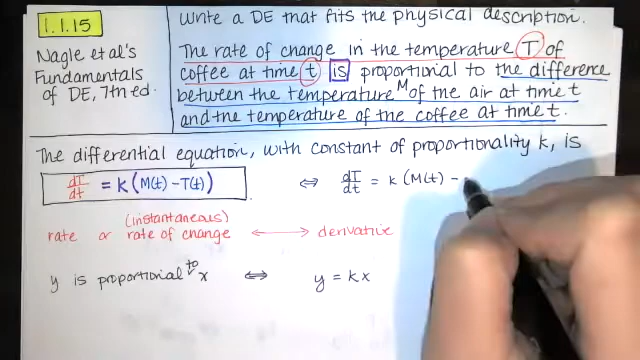 1.1.15
Nagle et al's
Fundamentals
of DE, 7th ed.
Write a DE that fits the physical description.
The rate of change in the temperature T of
coffee at time t is proportional to the difference
between the temperature M of the air at time t
and the temperature of the coffee at time t.
The differential equation, with constant of proportionality k, is
dT/dt = k (M(t) - T(t)) . ⇔ dT/dt = k (M(t) -
(instantaneous)
rate or rate of change ⟷ derivative
y is proportional to x ⇔ y = kx